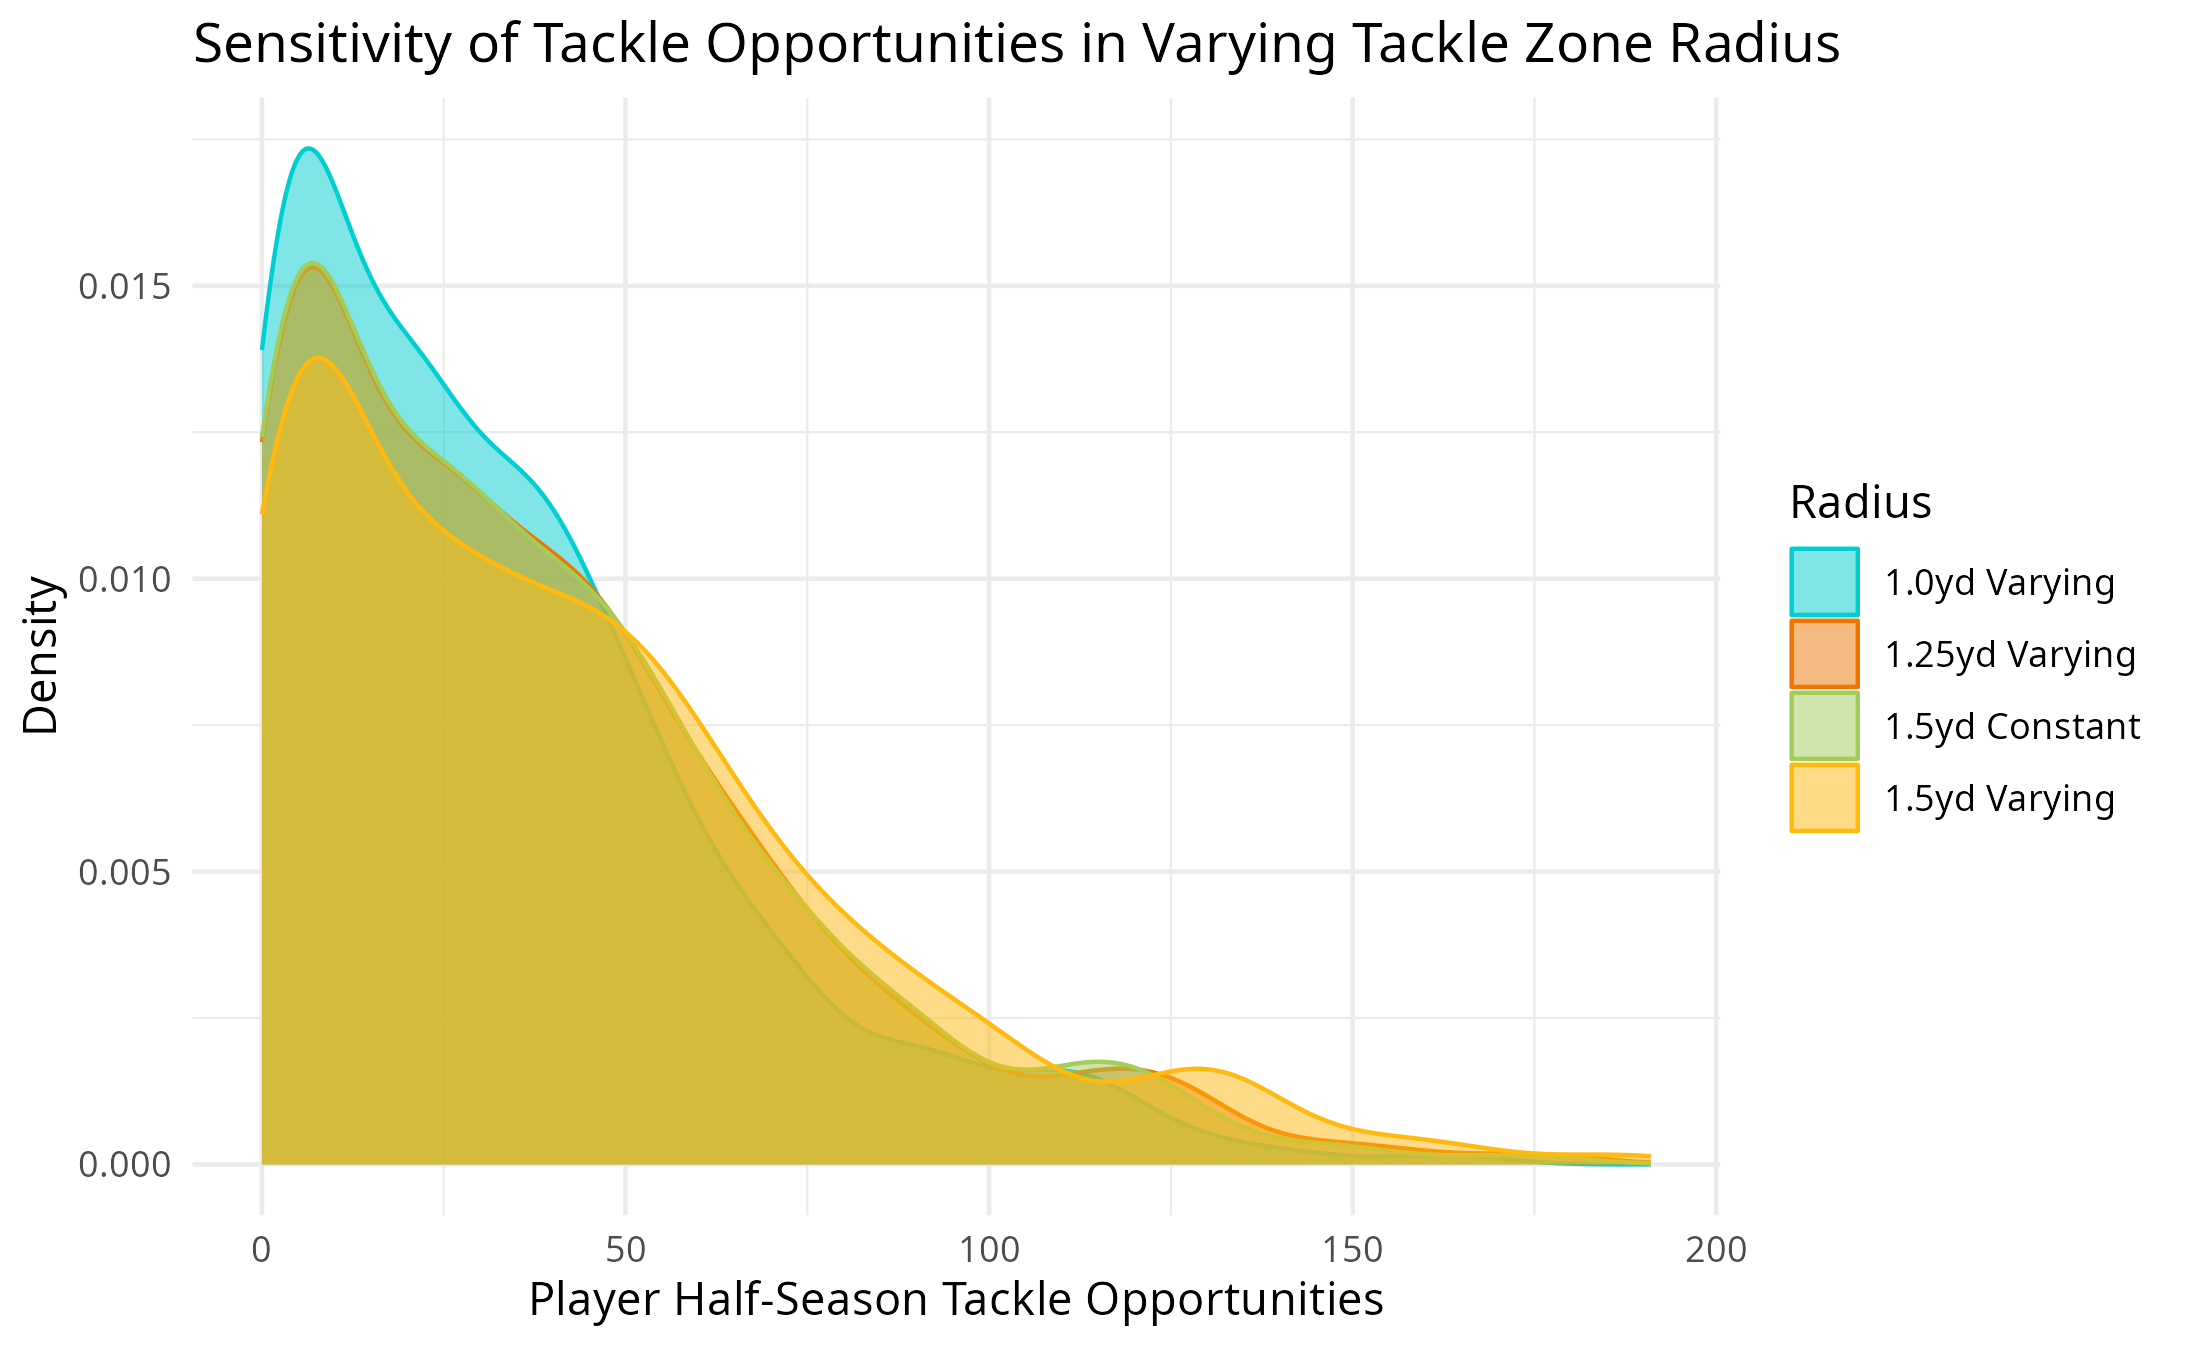 Sensitivity of Tackle Opportunities in Varying Tackle Zone Radius
Density
0.015
0.010
0.005
0.000
0
50
100
150
200
Player Half-Season Tackle Opportunities
Radius
1.0yd Varying
1.25yd Varying
1.5yd Constant
1.5yd Varying